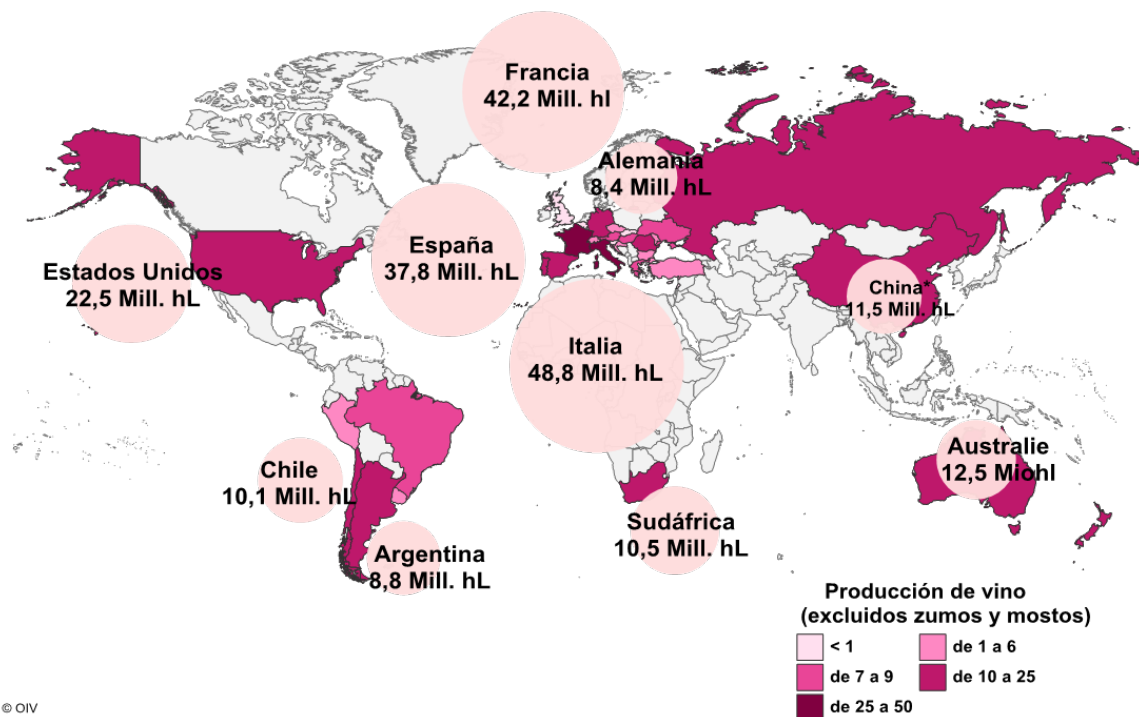 Francia
42,2 Mill. hl
Alemania
8,4 Mill. hL
España
37,8 Mill. hL
Estados Unidos
22,5 Mill. hL
China*
11,5 Mill. hL
Italia
48,8 Mill. hL
Australie
12,5 Miohl
Chile
10,1 Mill. hL
Sudáfrica
10,5 Mill. hL
Argentina
8,8 Mill. hL
Producción de vino
(excluidos zumos y mostos)
< 1
de 1 a 6
de 7 a 9
de 10 a 25
de 25 a 50
© OIV